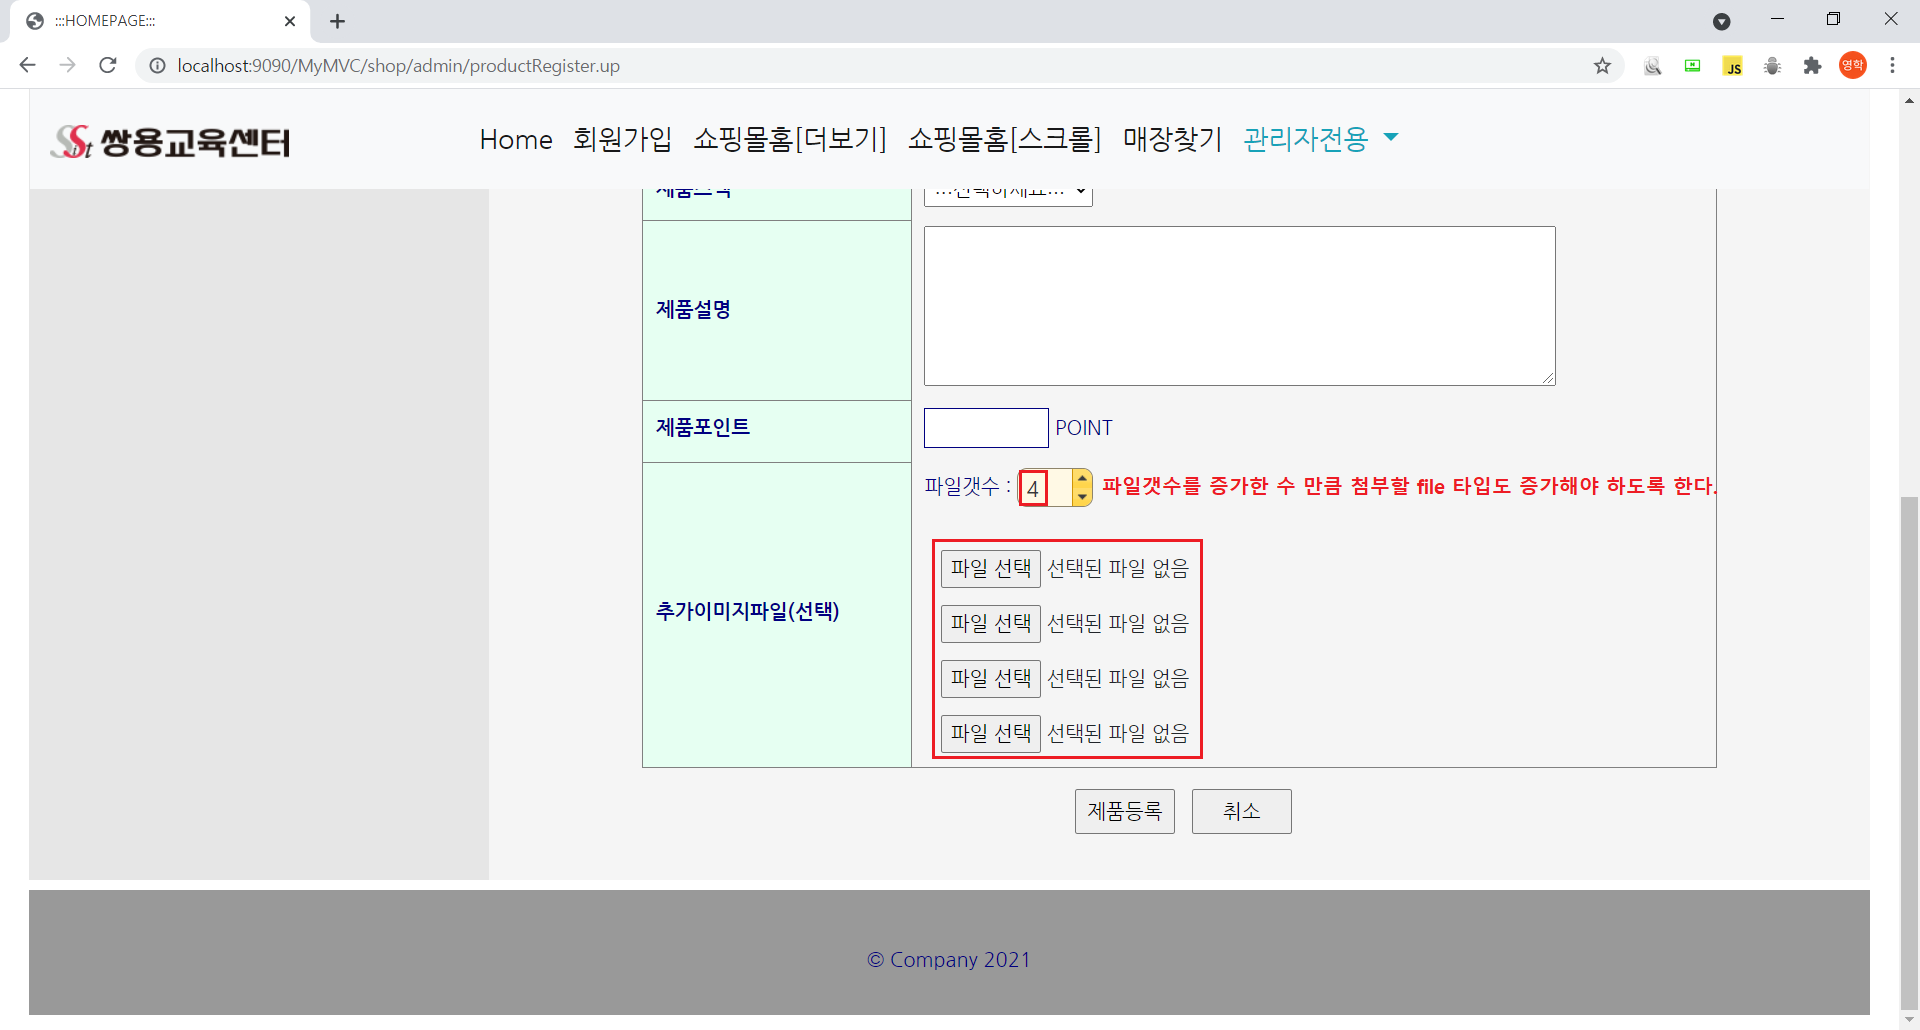 :::HOMEPAGE:::
localhost:9090/MyMVC/shop/admin/productRegister.up
JS
영학
SSist 쌍용교육센터
Home 회원가입 쇼핑몰홈[더보기] 쇼핑몰홈[스크롤] 매장찾기 관리자전용
제품설명
제품포인트 POINT
파일갯수 : 4 파일갯수를 증가한 수 만큼 첨부할 file 타입도 증가해야 하도록 한다.
추가이미지파일(선택)
파일 선택 선택된 파일 없음
파일 선택 선택된 파일 없음
파일 선택 선택된 파일 없음
파일 선택 선택된 파일 없음
제품등록 취소
© Company 2021